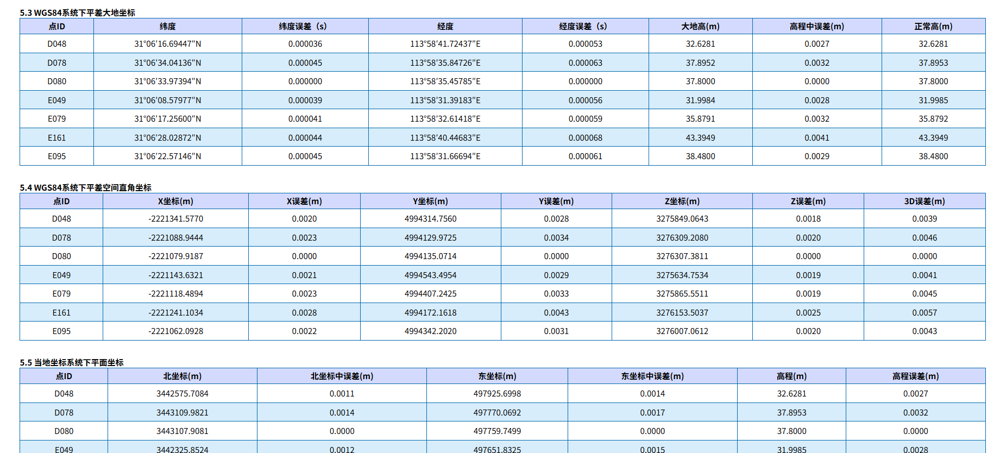 5.3 WGS84系统下平差大地坐标
点ID 纬度 纬度误差（s） 经度 经度误差（s） 大地高(m) 高程中误差(m) 正常高(m)
D048 31°06′16.69447″N 0.000036 113°58′41.72437″E 0.000053 32.6281 0.0027 32.6281
D078 31°06′34.04136″N 0.000045 113°58′35.84726″E 0.000063 37.8952 0.0032 37.8953
D080 31°06′33.97394″N 0.000000 113°58′35.45785″E 0.000000 37.8000 0.0000 37.8000
E049 31°06′08.57977″N 0.000039 113°58′31.39183″E 0.000056 31.9984 0.0028 31.9985
E079 31°06′17.25600″N 0.000041 113°58′32.61418″E 0.000059 35.8791 0.0032 35.8792
E161 31°06′28.02872″N 0.000044 113°58′40.44683″E 0.000068 43.3949 0.0041 43.3949
E095 31°06′22.57146″N 0.000045 113°58′31.66694″E 0.000061 38.4800 0.0029 38.4800
5.4 WGS84系统下平差空间直角坐标
点ID X坐标(m) X误差(m) Y坐标(m) Y误差(m) Z坐标(m) Z误差(m) 3D误差(m)
D048 -2221341.5770 0.0020 4994314.7560 0.0028 3275849.0643 0.0018 0.0039
D078 -2221088.9444 0.0023 4994129.9725 0.0034 3276309.2080 0.0020 0.0046
D080 -2221079.9187 0.0000 4994135.0714 0.0000 3276307.3811 0.0000 0.0000
E049 -2221143.6321 0.0021 4994543.4954 0.0029 3275634.7534 0.0019 0.0041
E079 -2221118.4894 0.0023 4994407.2425 0.0033 3275865.5511 0.0019 0.0045
E161 -2221241.1034 0.0028 4994172.1618 0.0043 3276153.5037 0.0025 0.0057
E095 -2221062.0928 0.0022 4994342.2020 0.0031 3276007.0612 0.0020 0.0043
5.5 当地坐标系统下平面坐标
点ID 北坐标(m) 北坐标中误差(m) 东坐标(m) 东坐标中误差(m) 高程(m) 高程误差(m)
D048 3442575.7084 0.0011 497925.6998 0.0014 32.6281 0.0027
D078 3443109.9821 0.0014 497770.0692 0.0017 37.8953 0.0032
D080 3443107.9081 0.0000 497759.7499 0.0000 37.8000 0.0000
E049 3442325.8524 0.0012 497651.8325 0.0015 31.9985 0.0028